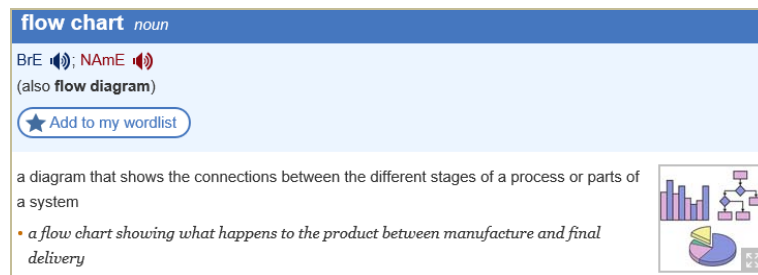 flow chart noun
BrE ; NAmE
(also flow diagram)
Add to my wordlist
a diagram that shows the connections between the different stages of a process or parts of
a system
• a flow chart showing what happens to the product between manufacture and final
delivery